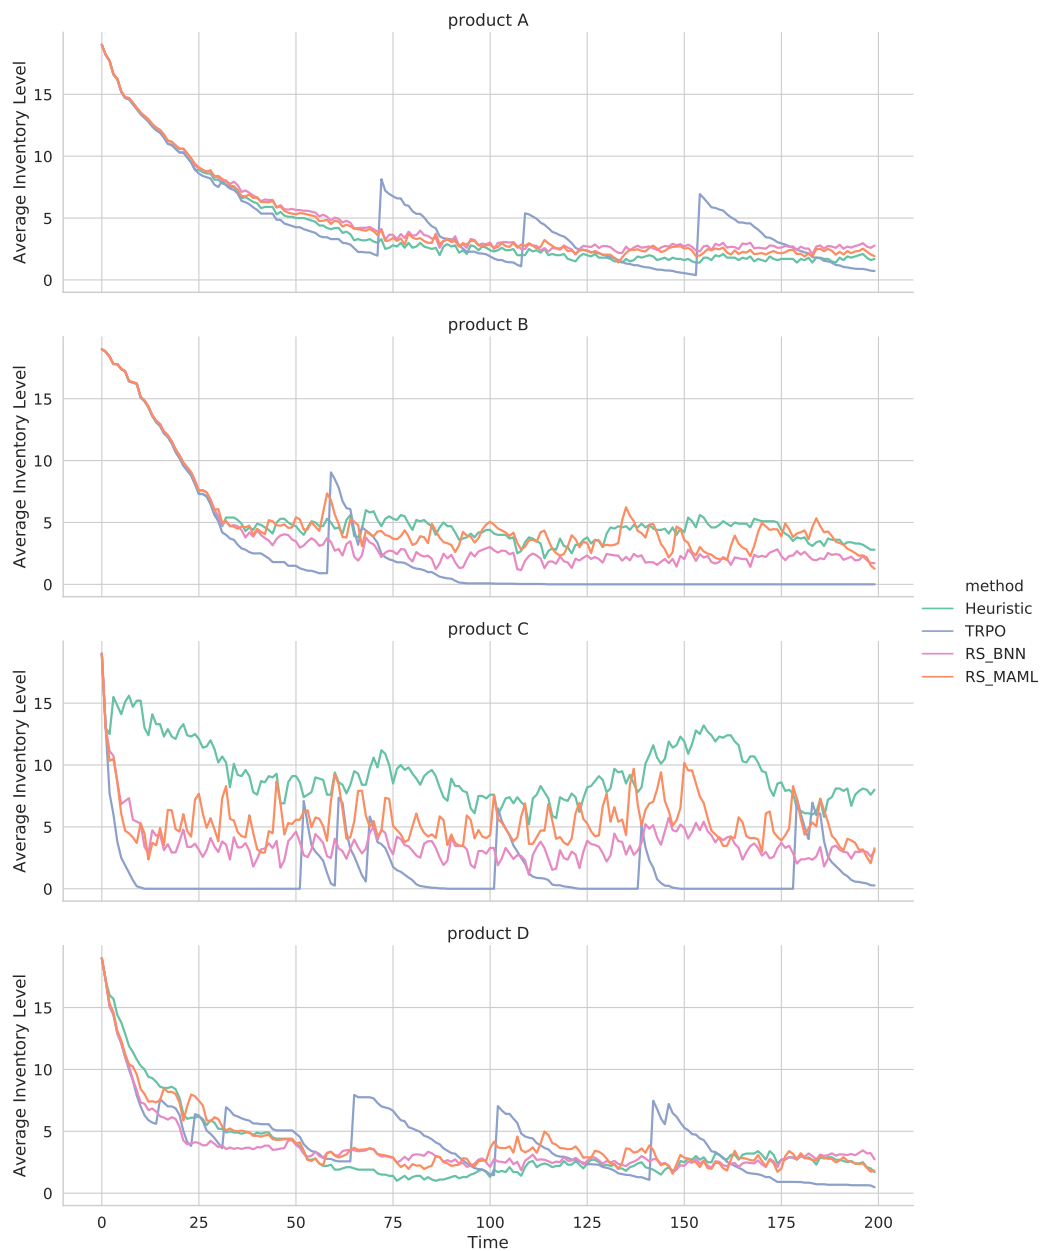 product A
Average Inventory Level
15
10
5
0
product B
Average Inventory Level
15
10
5
0
product C
Average Inventory Level
15
10
5
0
product D
Average Inventory Level
15
10
5
0
0 25 50 75 100 125 150 175 200
Time
method
Heuristic
TRPO
RS_BNN
RS_MAML